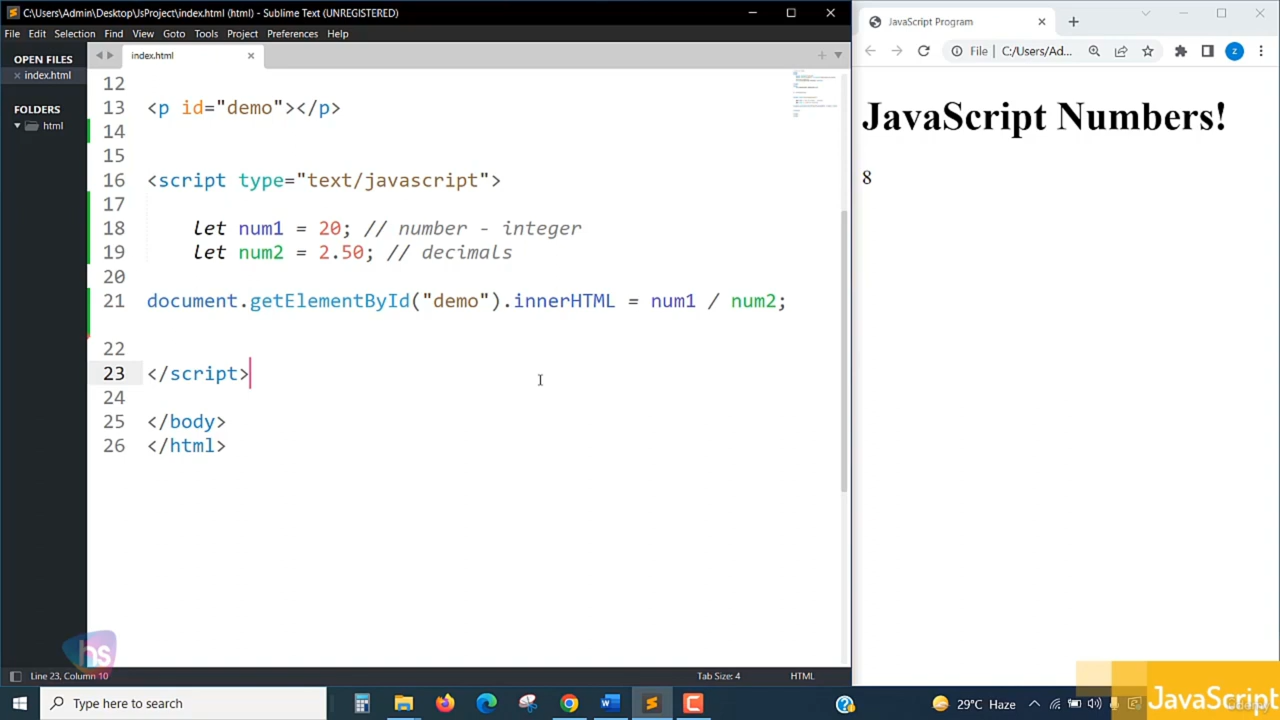 C:\Users\Admin\Desktop\JsProject\index.html (html) - Sublime Text (UNREGISTERED)
File Edit Selection Find View Goto Tools Project Preferences Help
OPEN FILES
index.html
FOLDERS
html
index.html
12
13 <p id="demo"></p>
14
15
16 <script type="text/javascript">
17
18 let num1 = 20; // number - integer
19 let num2 = 2.50; // decimals
20
21 document.getElementById("demo").innerHTML = num1 / num2;
22
23 </script>
24
25 </body>
26 </html>
hs
Line 23, Column 10
Tab Size: 4
HTML
JavaScript Program
File C:/Users/Ad...
z
JavaScript Numbers!
8
Type here to search
29°C Haze
JavaScript